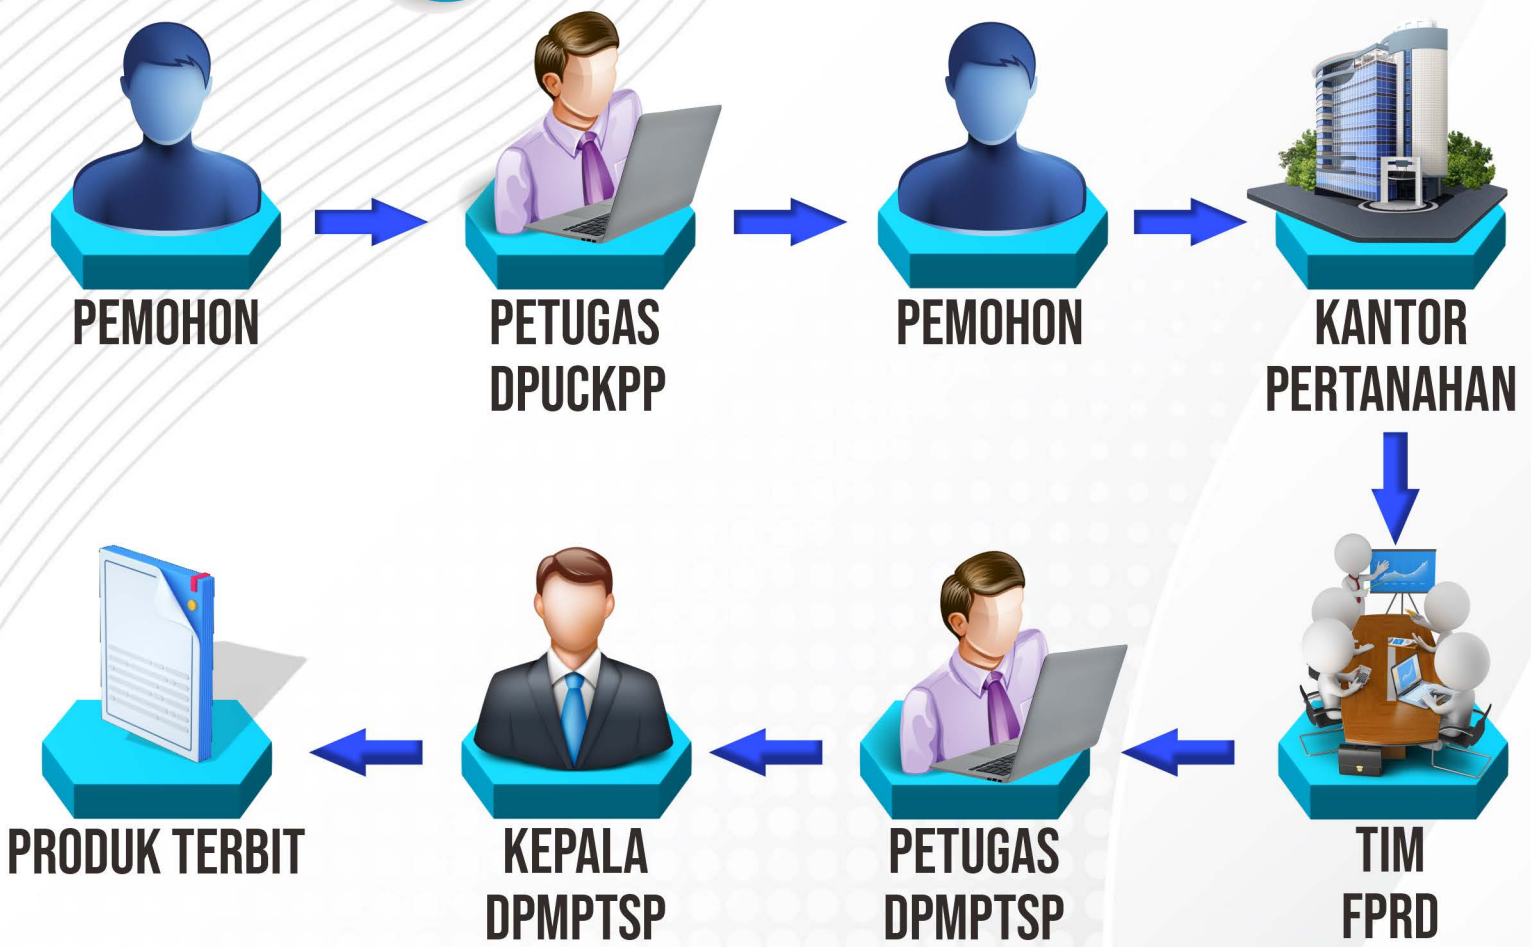 PEMOHON
PETUGAS
DPUCKPP
PEMOHON
KANTOR
PERTANAHAN
PRODUK TERBIT
KEPALA
DPMPTSP
PETUGAS
DPMPTSP
TIM
FPRD